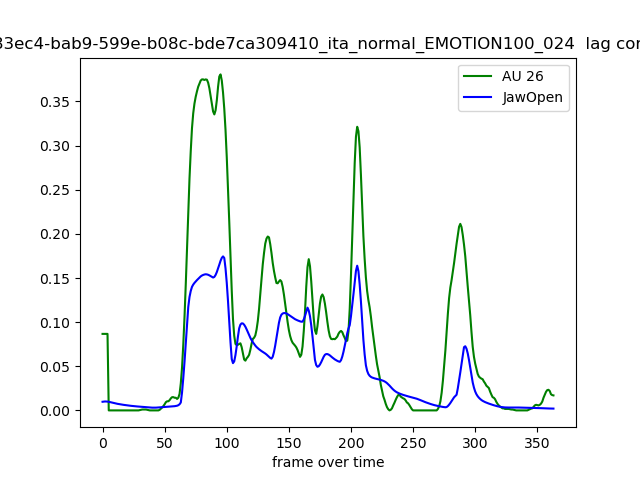 33ec4-bab9-599e-b08c-bde7ca309410_ita_normal_EMOTION100_024 lag cor
AU 26
JawOpen
0.35
0.30
0.25
0.20
0.15
0.10
0.05
0.00
0 50 100 150 200 250 300 350
frame over time